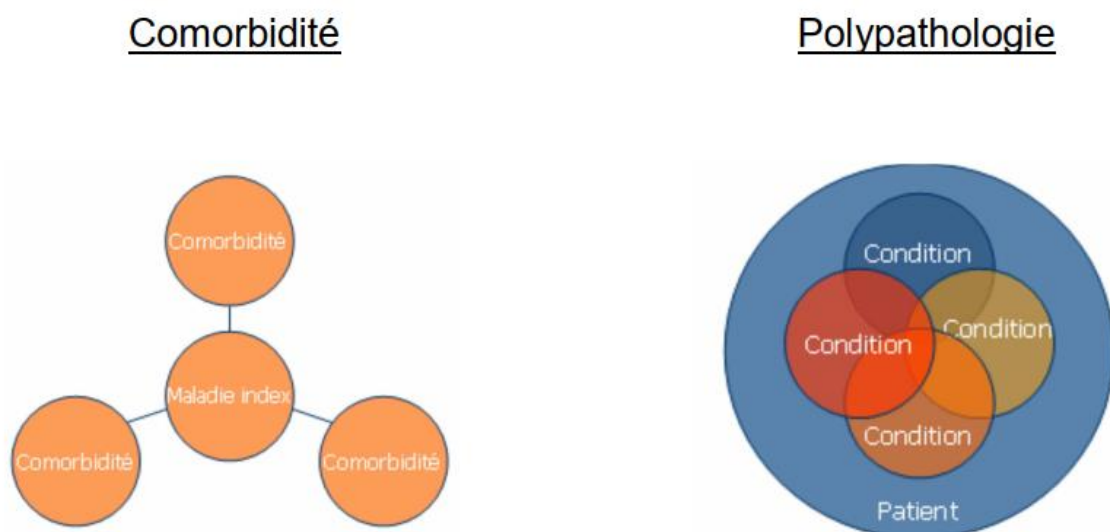 Comorbidité
Polypathologie
Comorbidité
Maladie index
Comorbidité
Comorbidité
Condition
Condition
Condition
Condition
Patient